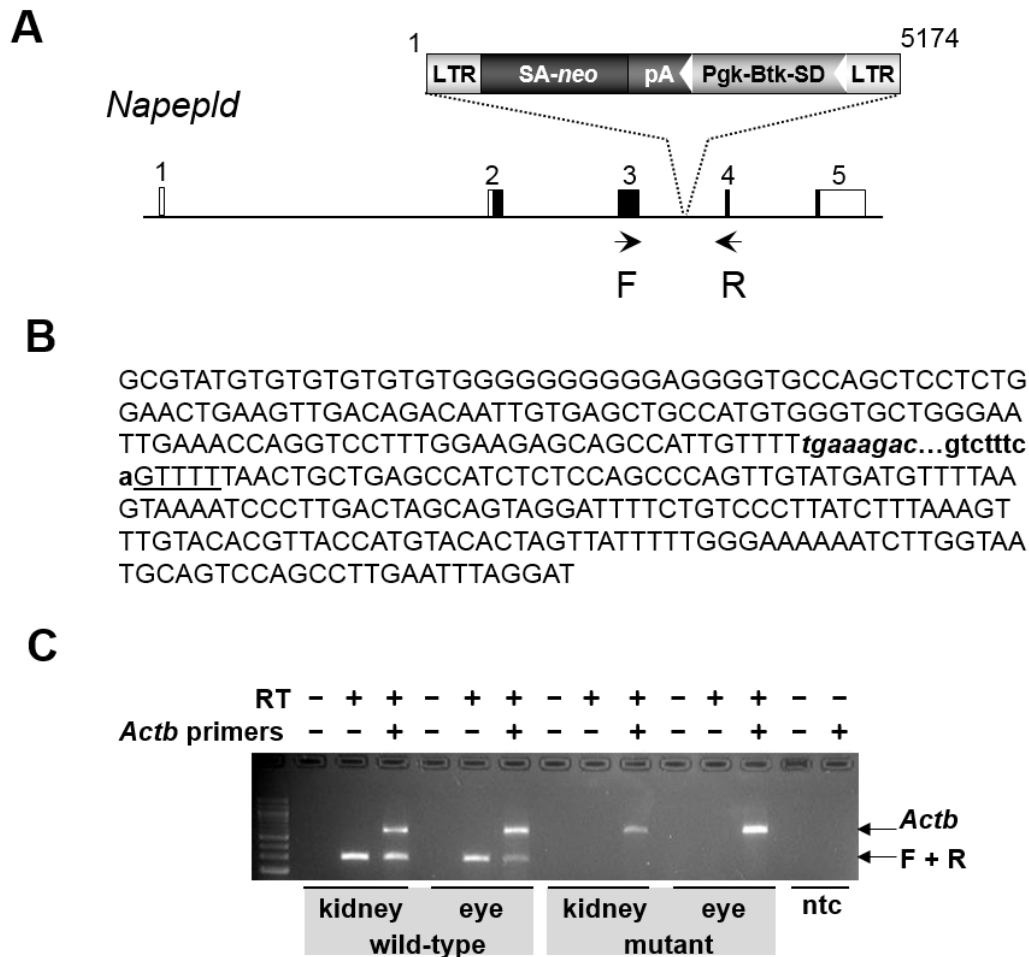 A
1 5174
LTR SA-neo pA Pgk-Btk-SD LTR
Napepld
1 2 3 4 5
F R
B
GCGTATGTGTGTGTGTGTGGGGGGGGGGAGGGGTGCCAGCTCCTCTG
GAACTGAAGTTGACAGACAATTGTGAGCTGCCATGTGGGTGCTGGGAA
TTGAAACCAGGTCCTTTGGAAGAGCAGCCATTGTTTTtgaaagac...gtctttc
aGTTTTTAACTGCTGAGCCATCTCTCCAGCCCAGTTGTATGATGTTTTAA
GTAAAATCCCTTGACTAGCAGTAGGATTTTCTGTCCCTTATCTTTAAAGT
TTGTACACGTTACCATGTACACTAGTTATTTTTGGGAAAAAATCTTGGTAA
TGCAGTCCAGCCTTGAATTTAGGAT
C
RT − + + − + + − + + − + + − −
Actb primers − − + − − + − − + − − + − +
Actb
F + R
kidney eye kidney eye ntc
wild-type mutant